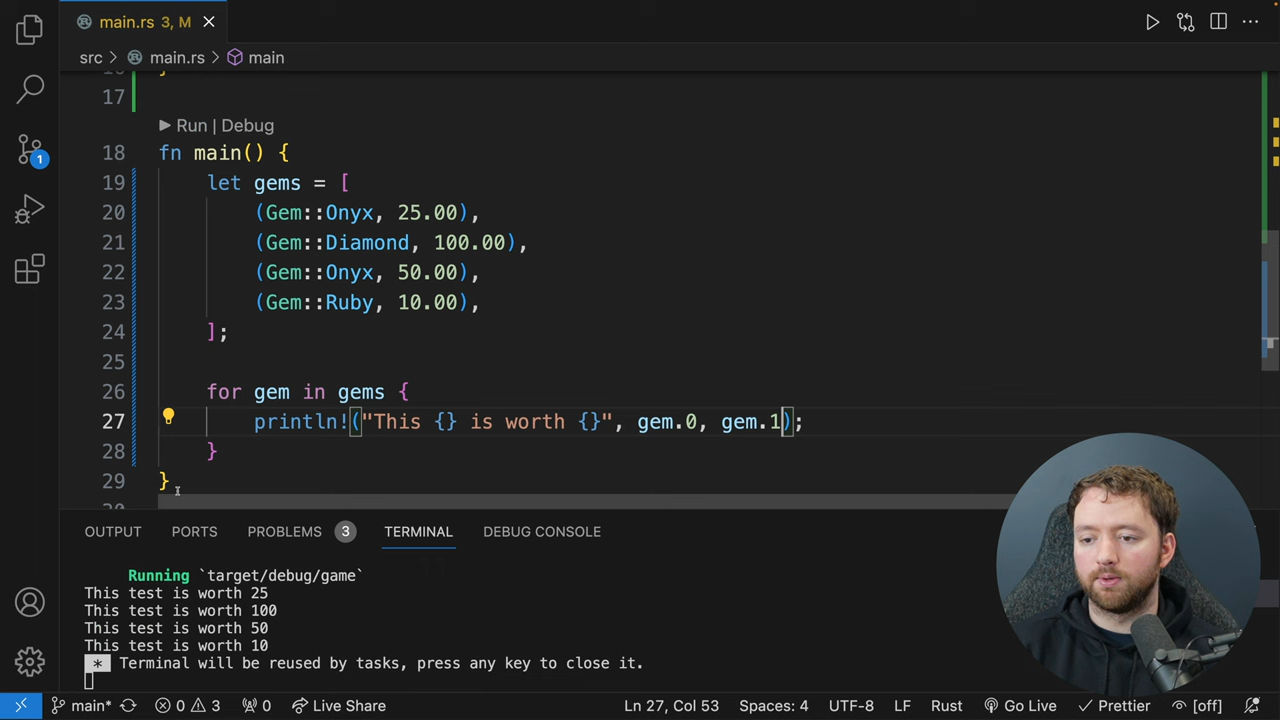 main.rs 3, M
src > main.rs > main
16 }
17
Run | Debug
18 fn main() {
19 let gems = [
20 (Gem::Onyx, 25.00),
21 (Gem::Diamond, 100.00),
22 (Gem::Onyx, 50.00),
23 (Gem::Ruby, 10.00),
24 ];
25
26 for gem in gems {
27 println!("This {} is worth {}", gem.0, gem.1);
28 }
29 }
OUTPUT PORTS PROBLEMS 3 TERMINAL DEBUG CONSOLE
Running `target/debug/game`
This test is worth 25
This test is worth 100
This test is worth 50
This test is worth 10
* Terminal will be reused by tasks, press any key to close it.
1
main* 0 3 0 Live Share Ln 27, Col 53 Spaces: 4 UTF-8 LF Rust Go Live Prettier [off]